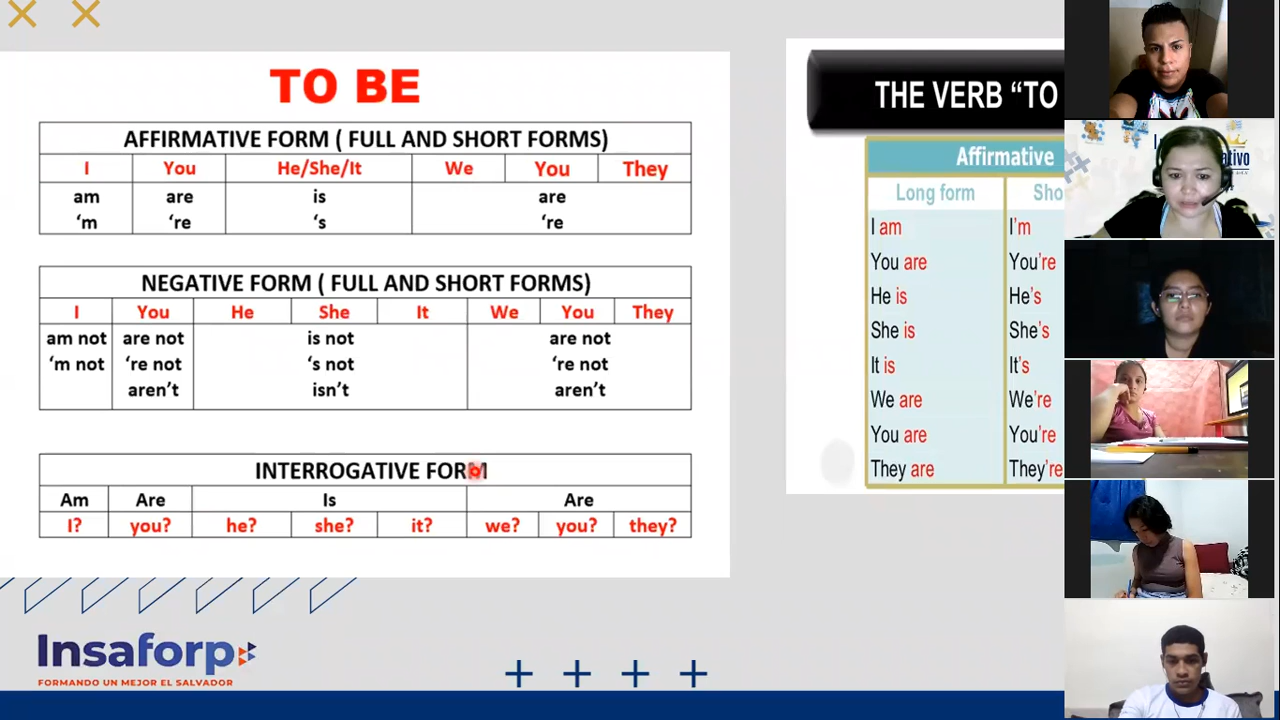 TO BE
AFFIRMATIVE FORM ( FULL AND SHORT FORMS)
I You He/She/It We You They
am are is are
‘m ‘re ‘s ‘re
NEGATIVE FORM ( FULL AND SHORT FORMS)
I You He She It We You They
am not are not is not are not
‘m not ‘re not ‘s not ‘re not
aren’t isn’t aren’t
INTERROGATIVE FORM
Am Are Is Are
I? you? he? she? it? we? you? they?
Insaforp
FORMANDO UN MEJOR EL SALVADOR
THE VERB “TO
Affirmative
Long form Sho
I am I’m
You are You’re
He is He’s
She is She’s
It is It’s
We are We’re
You are You’re
They are They’re